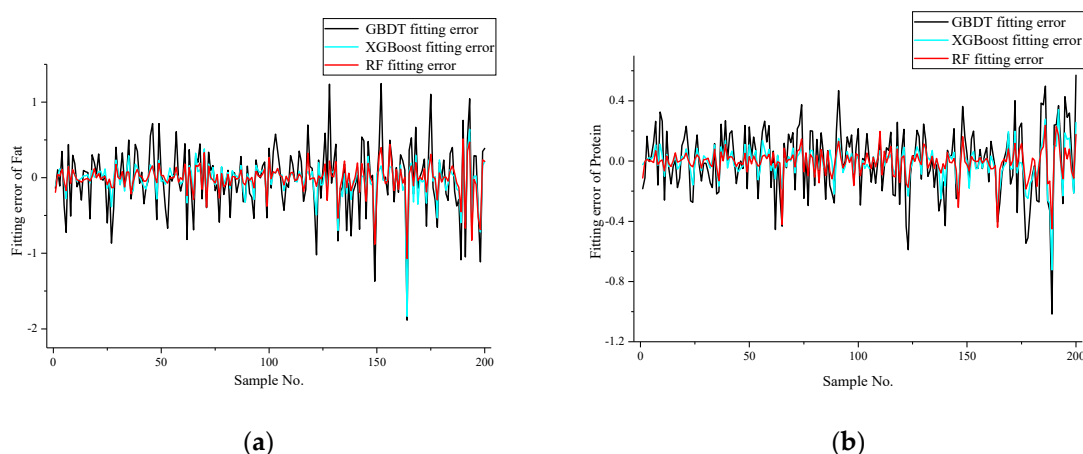 GBDT fitting error
XGBoost fitting error
RF fitting error
1
0
-1
-2
Fitting error of Fat
0
50
100
150
200
Sample No.
(a)
GBDT fitting error
XGBoost fitting error
RF fitting error
0.4
0.0
-0.4
-0.8
-1.2
Fitting error of Protein
0
50
100
150
200
Sample No.
(b)